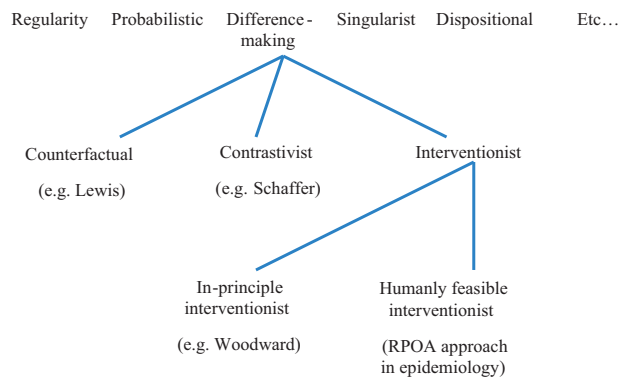 Regularity Probabilistic Difference-making Singularist Dispositional Etc...
Counterfactual Contrastivist Interventionist
(e.g. Lewis) (e.g. Schaffer)
In-principle interventionist
(e.g. Woodward)
Humanly feasible interventionist
(RPOA approach in epidemiology)